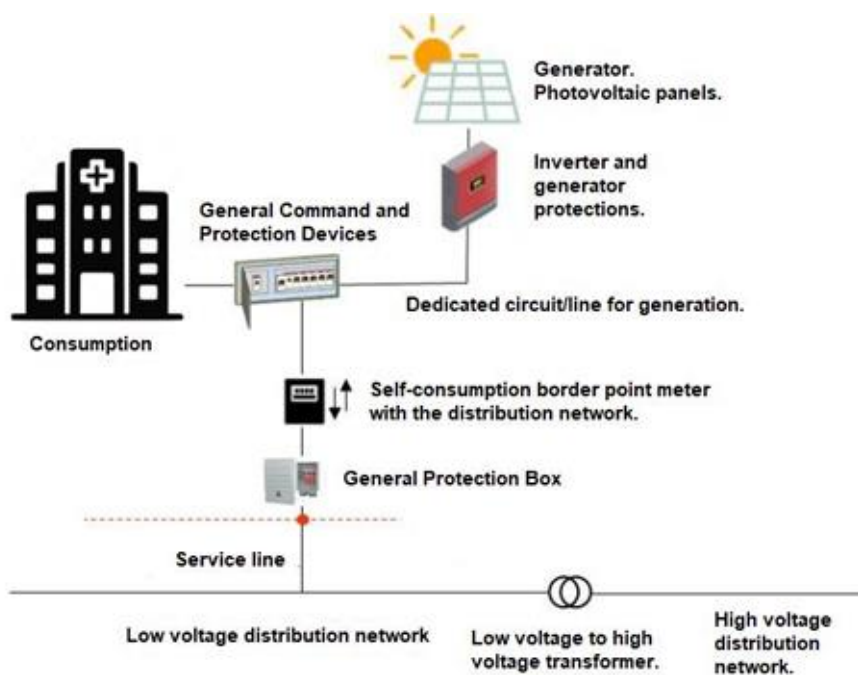 Generator.
Photovoltaic panels.
Inverter and
generator
protections.
General Command and
Protection Devices
Dedicated circuit/line for generation.
Consumption
Self-consumption border point meter
with the distribution network.
General Protection Box
Service line
Low voltage distribution network
Low voltage to high
voltage transformer.
High voltage
distribution
network.